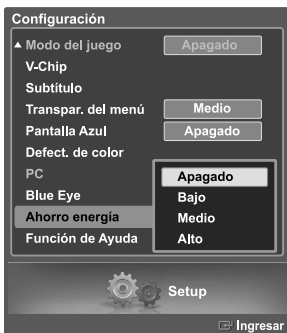 Configuración
Modo del juego Apagado
V-Chip
Subtítulo
Transpar. del menú Medio
Pantalla Azul Apagado
Defect. de color
PC Apagado
Blue Eye Bajo
Ahorro energía Medio
Función de Ayuda Alto
Setup
Ingresar